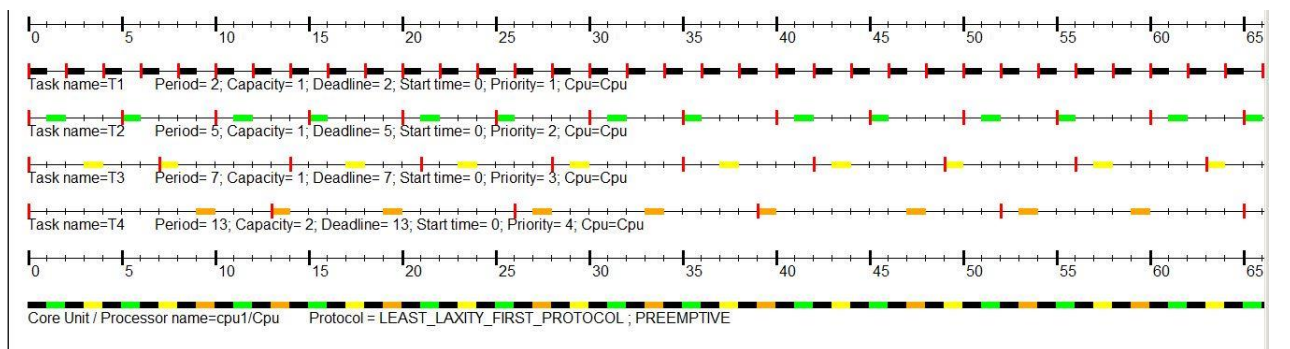 0 5 10 15 20 25 30 35 40 45 50 55 60 65
Task name=T1 Period= 2; Capacity= 1; Deadline= 2; Start time= 0; Priority= 1; Cpu=Cpu
Task name=T2 Period= 5; Capacity= 1; Deadline= 5; Start time= 0; Priority= 2; Cpu=Cpu
Task name=T3 Period= 7; Capacity= 1; Deadline= 7; Start time= 0; Priority= 3; Cpu=Cpu
Task name=T4 Period= 13; Capacity= 2; Deadline= 13; Start time= 0; Priority= 4; Cpu=Cpu
0 5 10 15 20 25 30 35 40 45 50 55 60 65
Core Unit / Processor name=cpu1/Cpu Protocol = LEAST_LAXITY_FIRST_PROTOCOL ; PREEMPTIVE